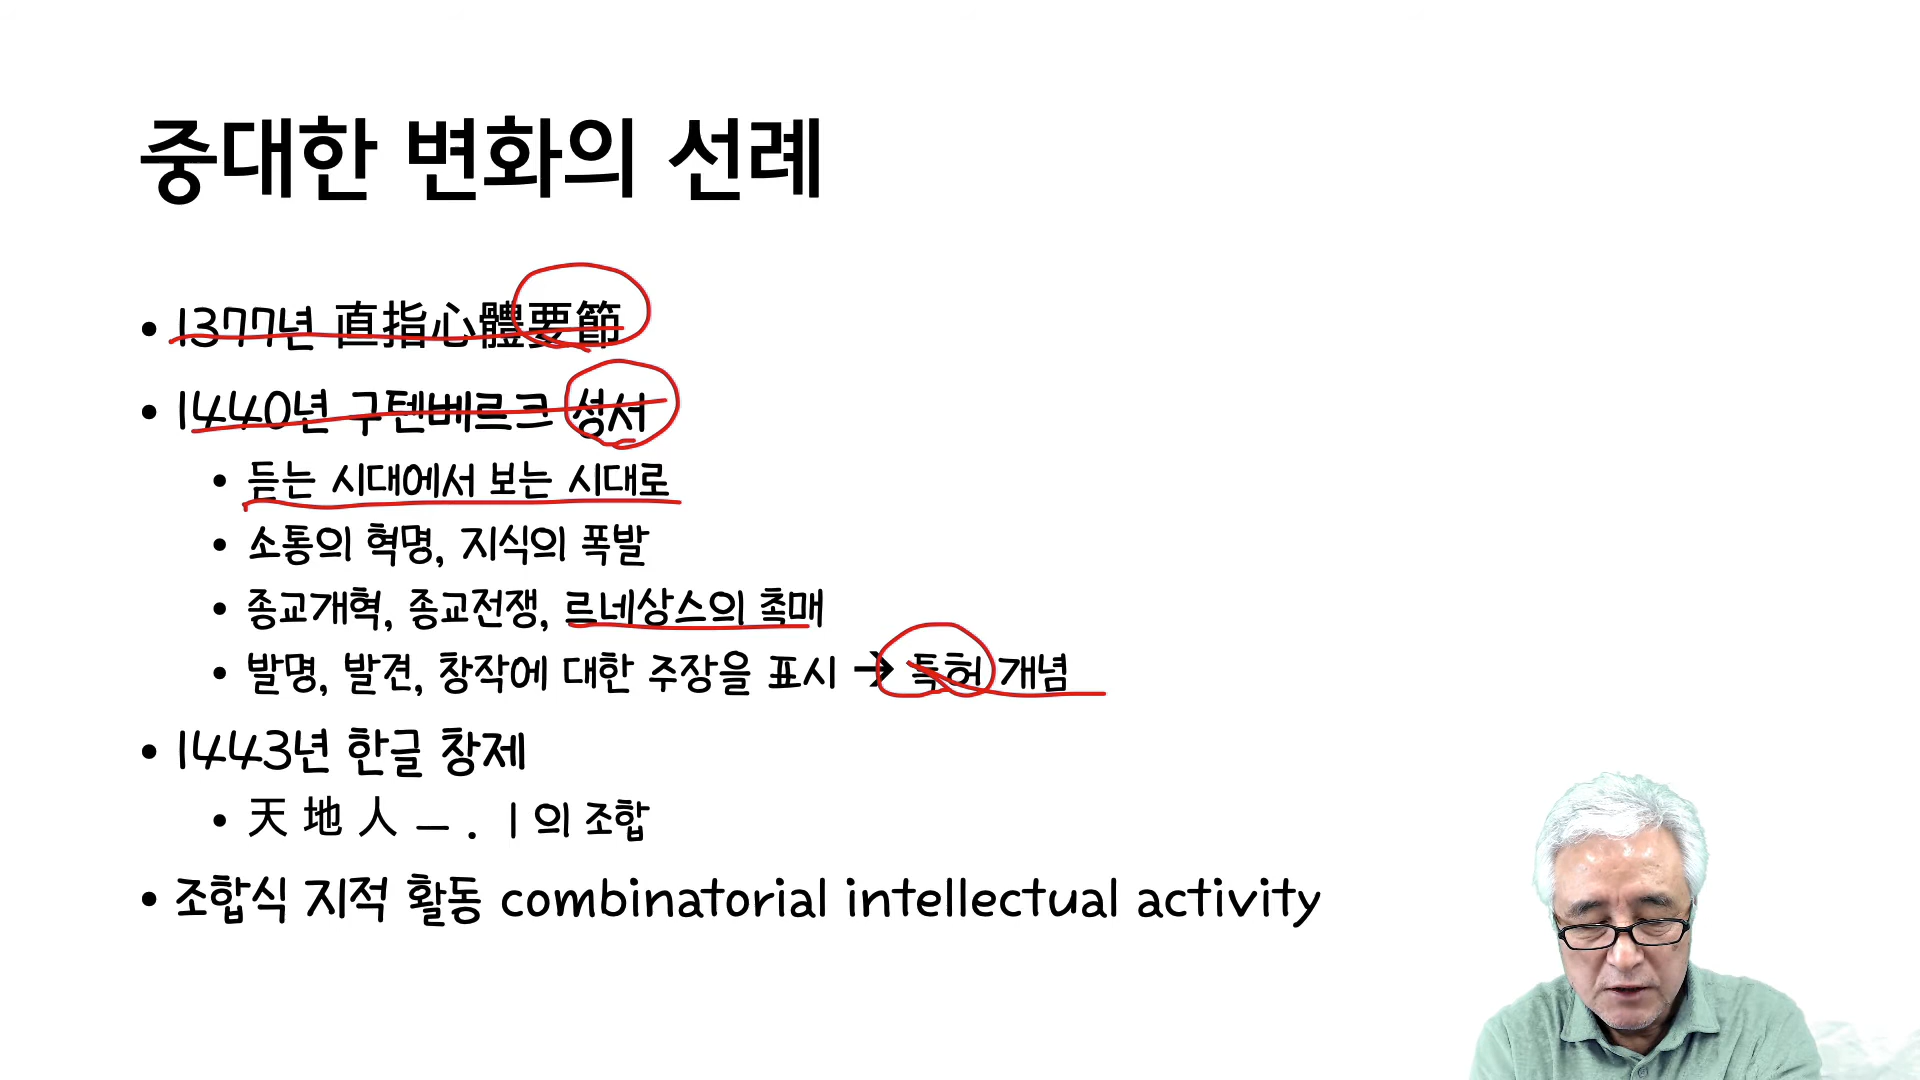 중대한 변화의 선례
• 1377년 直指心體要節
• 1440년 구텐베르크 성서
• 듣는 시대에서 보는 시대로
• 소통의 혁명, 지식의 폭발
• 종교개혁, 종교전쟁, 르네상스의 촉매
• 발명, 발견, 창작에 대한 주장을 표시 → 특허 개념
• 1443년 한글 창제
• 天 地 人 ㅡ . ㅣ의 조합
• 조합식 지적 활동 combinatorial intellectual activity